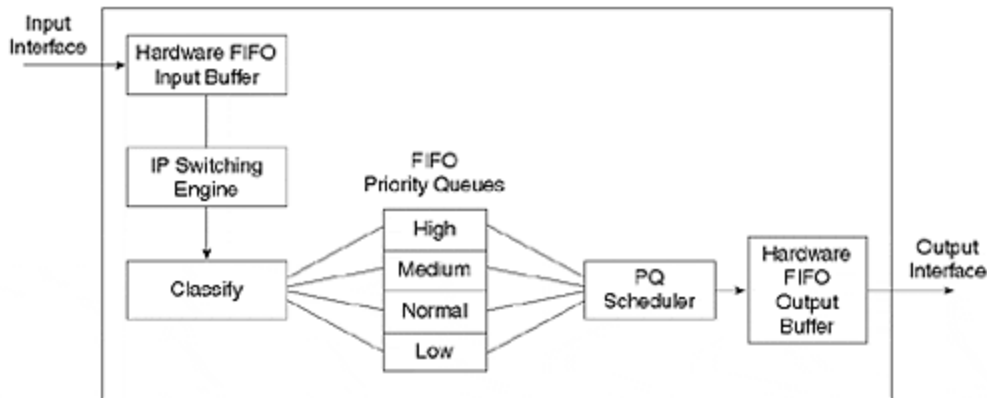 Input
Interface
Hardware FIFO
Input Buffer
IP Switching
Engine
Classify
FIFO
Priority Queues
High
Medium
Normal
Low
PQ
Scheduler
Hardware
FIFO
Output
Buffer
Output
Interface